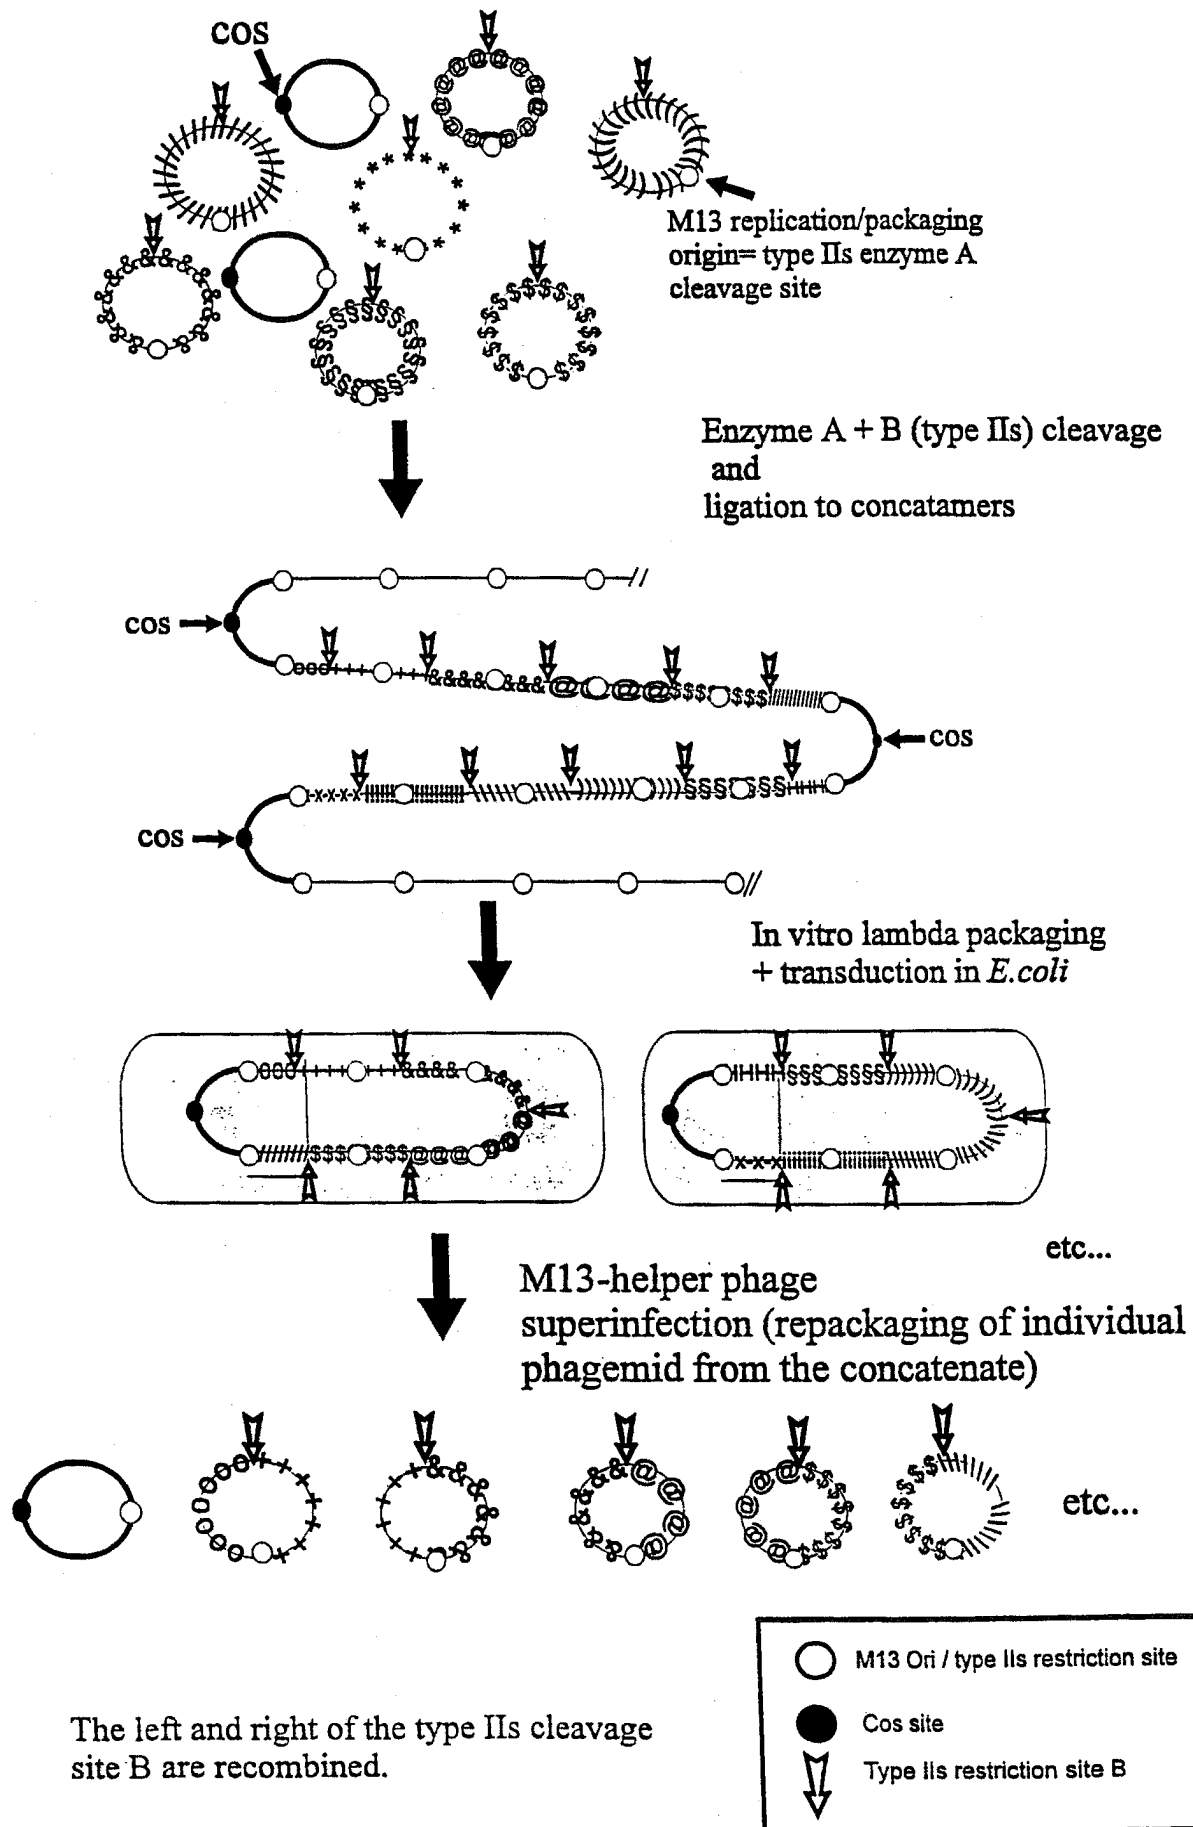 cos
M13 replication/packaging
origin= type IIs enzyme A
cleavage site
Enzyme A + B (type IIs) cleavage
and
ligation to concatamers
cos
cos
cos
In vitro lambda packaging
+ transduction in E.coli
etc...
M13-helper phage
superinfection (repackaging of individual
phagemid from the concatenate)
etc...
M13 Ori / type IIs restriction site
Cos site
Type IIs restriction site B
The left and right of the type IIs cleavage
site B are recombined.